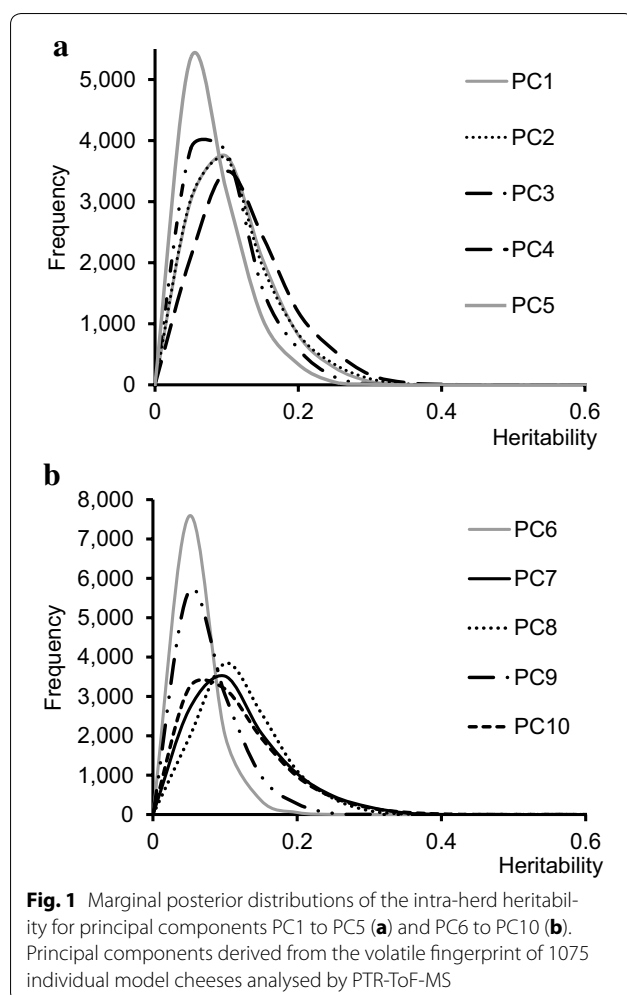 a
5,000
4,000
3,000
2,000
1,000
0
Frequency
PC1
PC2
PC3
PC4
PC5
0 0.2 0.4 0.6
Heritability
b
8,000
7,000
6,000
5,000
4,000
3,000
2,000
1,000
0
Frequency
PC6
PC7
PC8
PC9
PC10
0 0.2 0.4 0.6
Heritability
Fig. 1 Marginal posterior distributions of the intra-herd heritabil-
ity for principal components PC1 to PC5 (a) and PC6 to PC10 (b).
Principal components derived from the volatile fingerprint of 1075
individual model cheeses analysed by PTR-ToF-MS